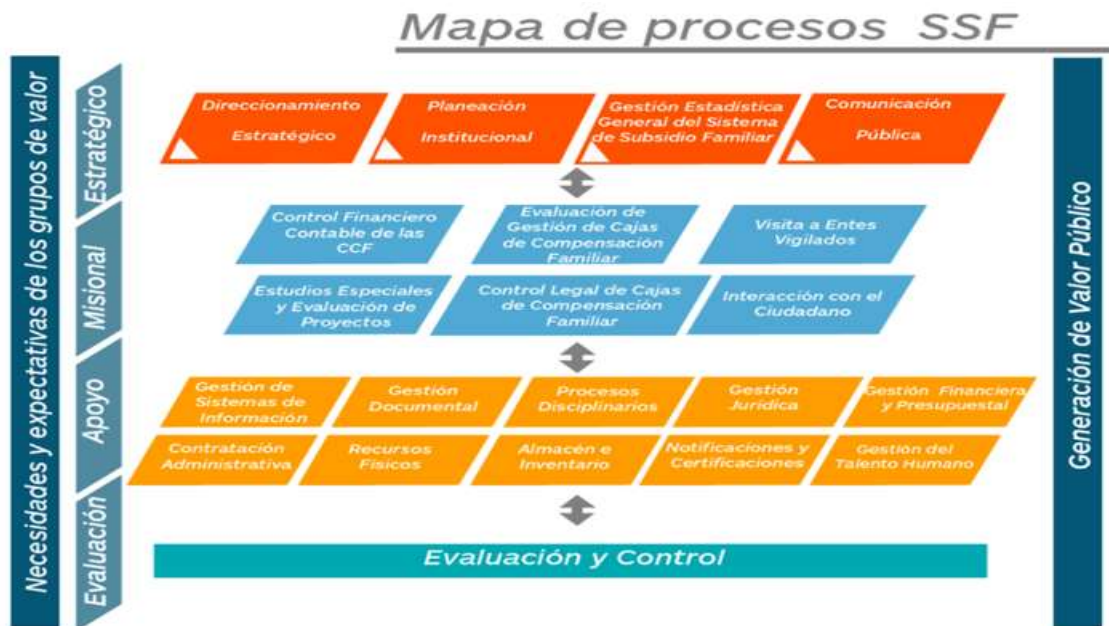 Mapa de procesos SSF
Necesidades y expectativas de los grupos de valor
Estratégico
Direccionamiento
Estratégico
Planeación
Institucional
Gestión Estadística
General del Sistema
de Subsidio Familiar
Comunicación
Pública
Misional
Control Financiero
Contable de las
CCF
Evaluación de
Gestión de Cajas
de Compensación
Familiar
Visita a Entes
Vigilados
Estudios Especiales
y Evaluación de
Proyectos
Control Legal de Cajas
de Compensación
Familiar
Interacción con el
Ciudadano
Apoyo
Gestión de
Sistemas de
Información
Gestión
Documental
Procesos
Disciplinarios
Gestión
Jurídica
Gestión Financiera
y Presupuestal
Contratación
Administrativa
Recursos
Físicos
Almacén e
Inventario
Notificaciones y
Certificaciones
Gestión del
Talento Humano
Evaluación
Evaluación y Control
Generación de Valor Público